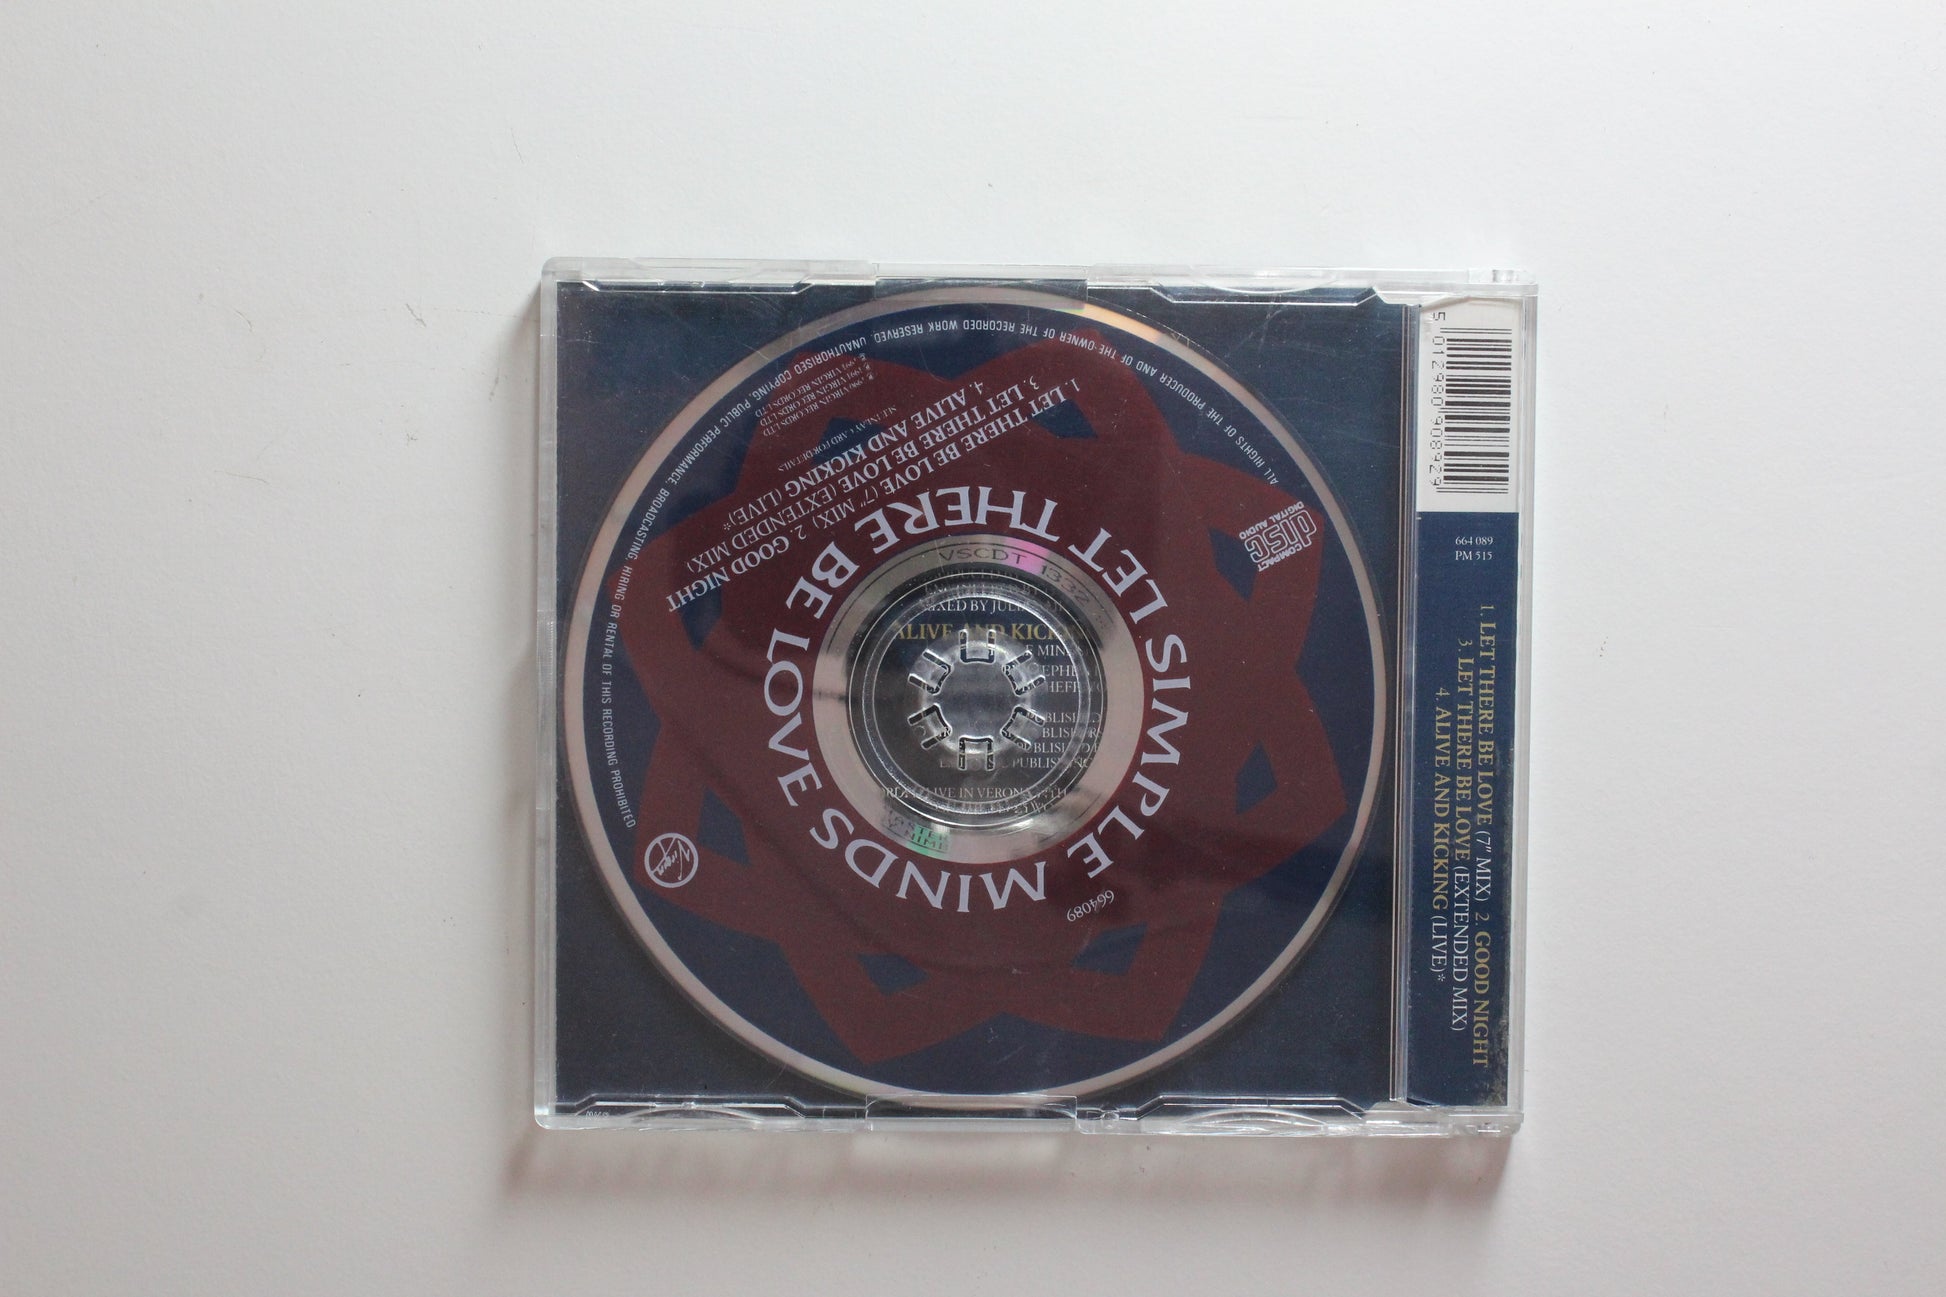 SIMPLE MINDS LET THERE BE LOVE
1. LET THERE BE LOVE (7" MIX) 2. GOOD NIGHT
3. LET THERE BE LOVE (EXTENDED MIX)
4. ALIVE AND KICKING (LIVE)*
ALL RIGHTS OF THE PRODUCER AND OF THE OWNER OF THE RECORDED WORK RESERVED. UNAUTHORISED COPYING, PUBLIC PERFORMANCE, BROADCASTING, HIRING OR RENTAL OF THIS RECORDING PROHIBITED
COMPACT
disc
DIGITAL AUDIO
Virgin
664089
VSCDT 1332
ALIVE AND
5 012980 908929
664 089
PM 515
1. LET THERE BE LOVE (7" MIX) 2. GOOD NIGHT
3. LET THERE BE LOVE (EXTENDED MIX)
4. ALIVE AND KICKING (LIVE)*